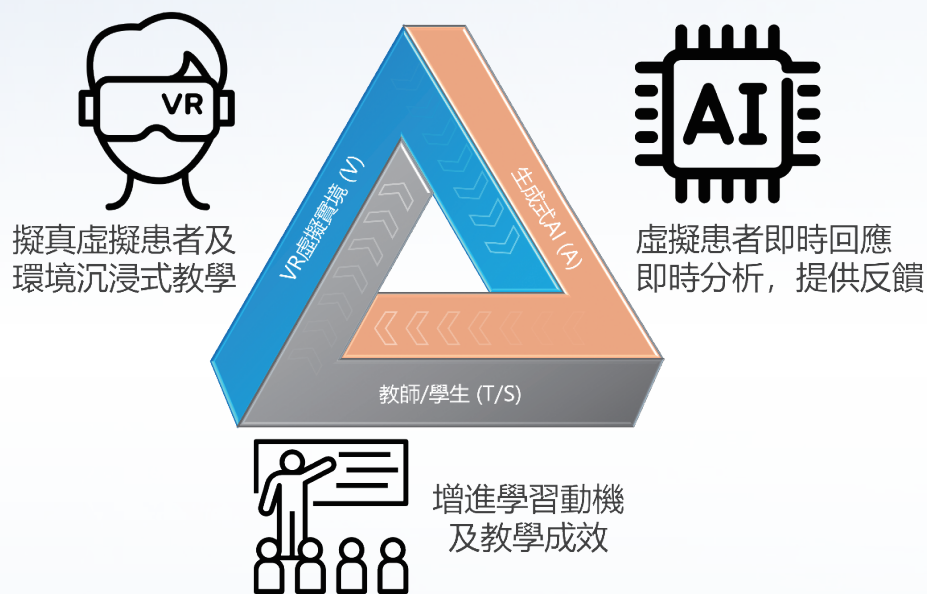 VR
擬真虛擬患者及
環境沉浸式教學
VR虛擬實境 (V)
生成式AI (A)
教師/學生 (T/S)
AI
虛擬患者即時回應
即時分析，提供反饋
增進學習動機
及教學成效